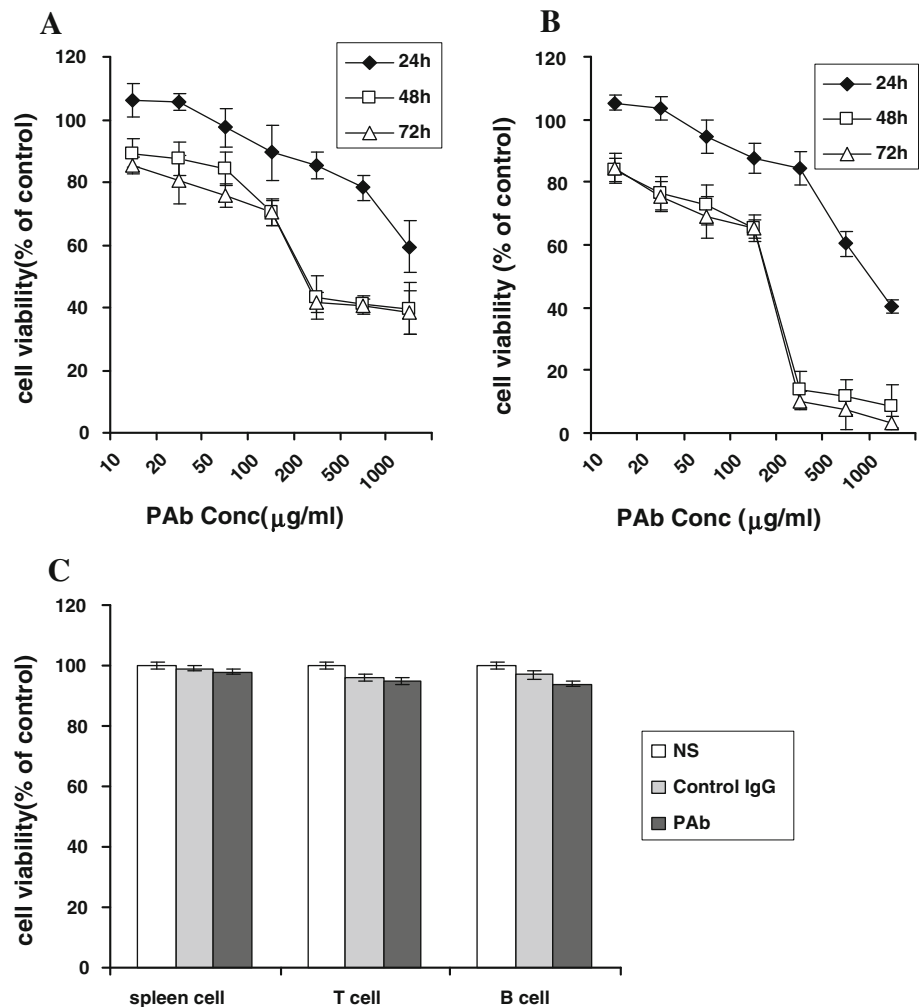 A
120
100
80
60
40
20
0
cell viability(% of control)
24h
48h
72h
10 20 50 100 200 500 1000
PAb Conc(μg/ml)
B
120
100
80
60
40
20
0
cell viability (% of control)
24h
48h
72h
10 20 50 100 200 500 1000
PAb Conc (μg/ml)
C
120
100
80
60
40
20
0
cell viability(% of control)
spleen cell T cell B cell
NS
Control IgG
PAb